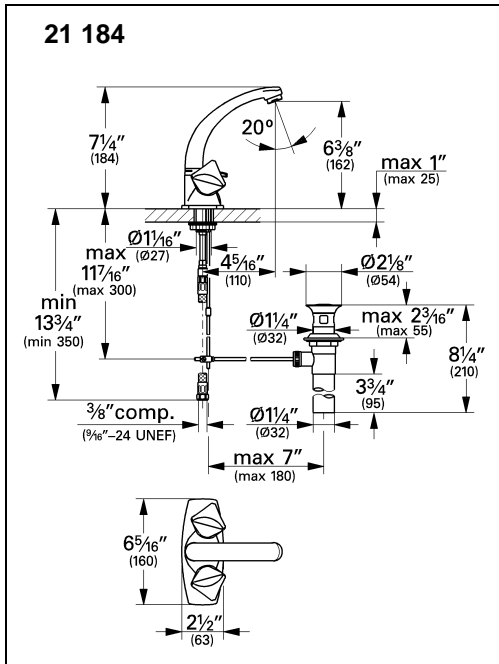 21 184
7¼"
(184)
20º
6⅜"
(162)
max 1"
(max 25)
Ø1 1⁄16"
(Ø27)
4 5⁄16"
(110)
Ø2⅛"
(Ø54)
max
11 7⁄16"
(max 300)
min
13¾"
(min 350)
Ø1¼"
(Ø32)
max 2 3⁄16"
(max 55)
8¼"
(210)
3¾"
(95)
⅜" comp.
(9⁄16"–24 UNEF)
Ø1¼"
(Ø32)
max 7"
(max 180)
6 5⁄16"
(160)
2½"
(63)